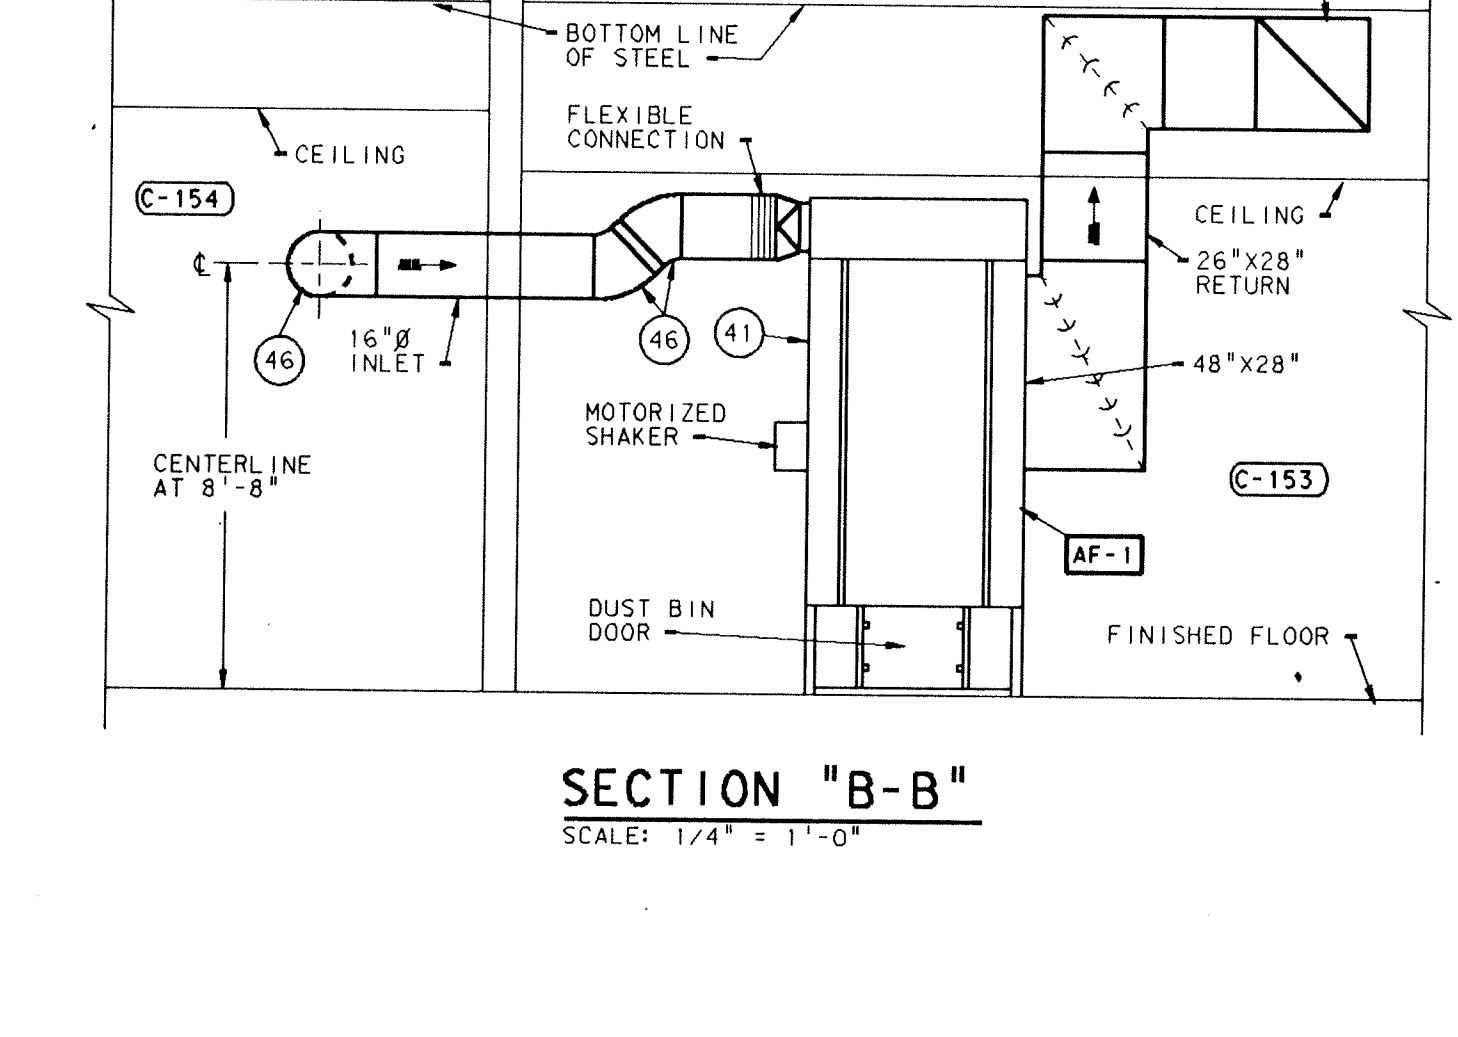 BOTTOM LINE
OF STEEL
FLEXIBLE
CONNECTION
CEILING
C-154
CEILING
26"X28"
RETURN
℄
46
16"Ø
INLET
46
41
48"X28"
MOTORIZED
SHAKER
CENTERLINE
AT 8'-8"
C-153
AF-1
DUST BIN
DOOR
FINISHED FLOOR
SECTION "B-B"
SCALE: 1/4" = 1'-0"